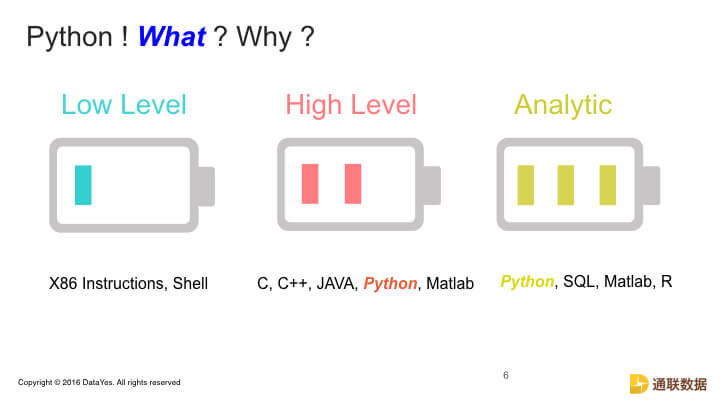 Python ! What ? Why ?
Low Level
High Level
Analytic
X86 Instructions, Shell
C, C++, JAVA, Python, Matlab
Python, SQL, Matlab, R
Copyright © 2016 DataYes. All rights reserved
6
通联数据